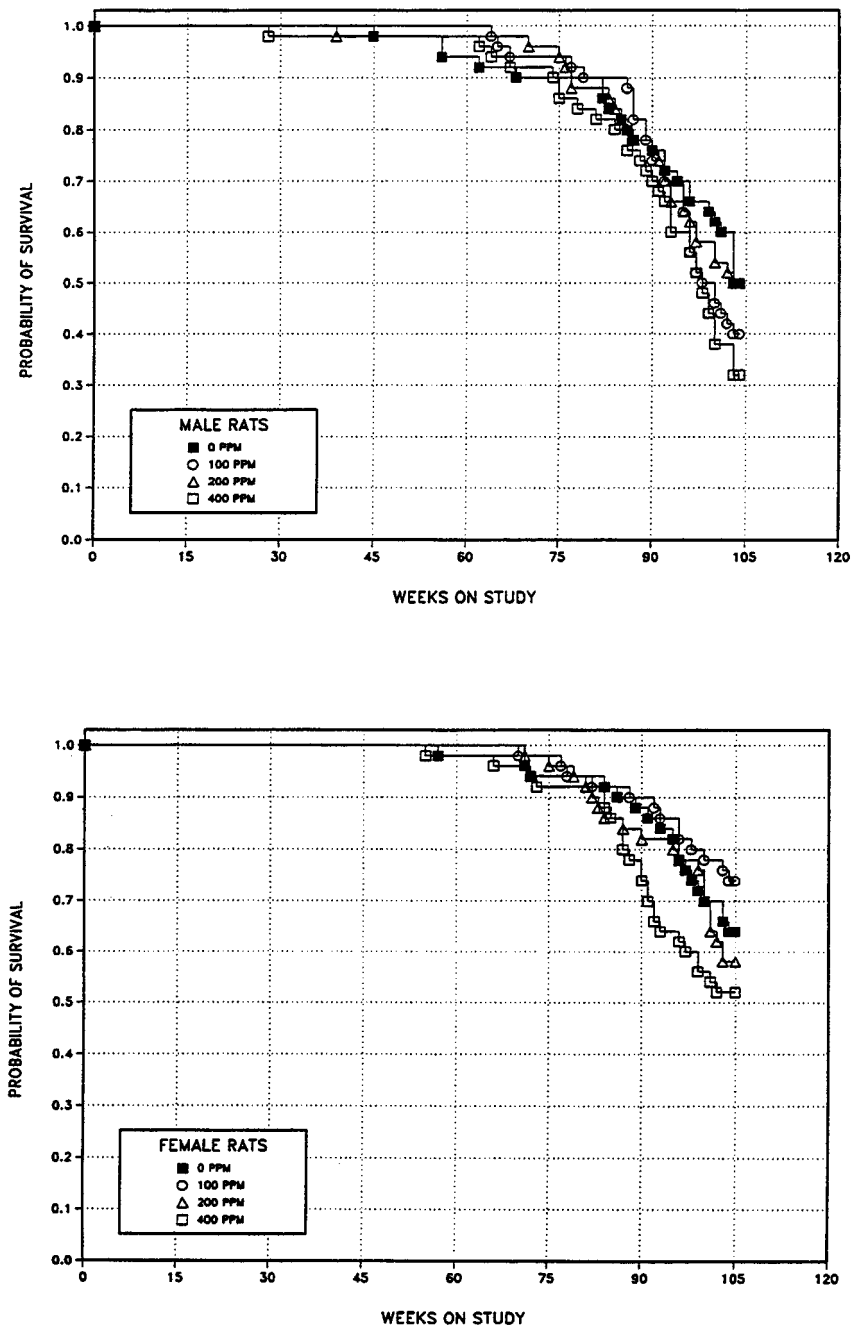 PROBABILITY OF SURVIVAL
1.0
0.9
0.8
0.7
0.6
0.5
0.4
0.3
0.2
0.1
0.0
MALE RATS
0 PPM
100 PPM
200 PPM
400 PPM
0 15 30 45 60 75 90 105 120
WEEKS ON STUDY
PROBABILITY OF SURVIVAL
1.0
0.9
0.8
0.7
0.6
0.5
0.4
0.3
0.2
0.1
0.0
FEMALE RATS
0 PPM
100 PPM
200 PPM
400 PPM
0 15 30 45 60 75 90 105 120
WEEKS ON STUDY